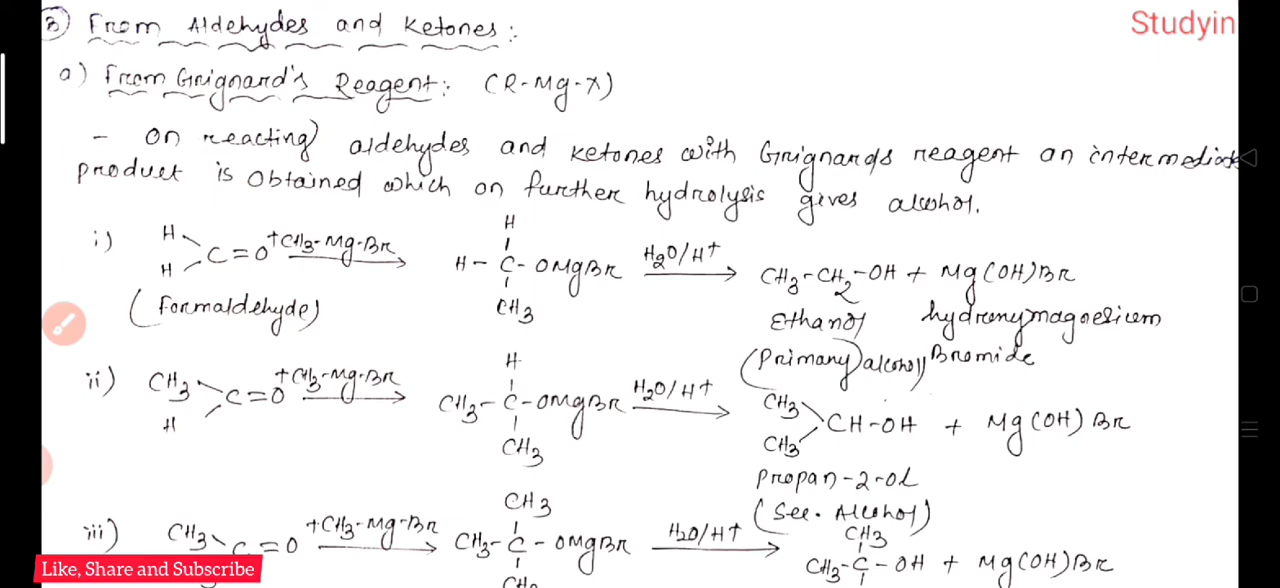 Studyin
③ From Aldehydes and Ketones :
a) From Grignard's Reagent : (R-Mg-X)
- On reacting aldehydes and ketones with Grignards reagent an intermediate
product is obtained which on further hydrolysis gives alcohol.
i) H H C=O +CH3-Mg-Br → H H-C-OMgBr CH3 H2O/H+ → CH3-CH2-OH + Mg(OH)Br
(Formaldehyde) Ethanol hydroxymagnesium
(Primary alcohol) Bromide
ii) CH3 H C=O +CH3-Mg-Br → H CH3-C-OMgBr CH3 H2O/H+ → CH3 CH3 CH-OH + Mg(OH)Br
Propan-2-ol
(Sec. Alcohol)
iii) CH3 C=O +CH3-Mg-Br → CH3 CH3-C-OMgBr CH3 H2O/H+ → CH3 CH3-C-OH + Mg(OH)Br
Like, Share and Subscribe